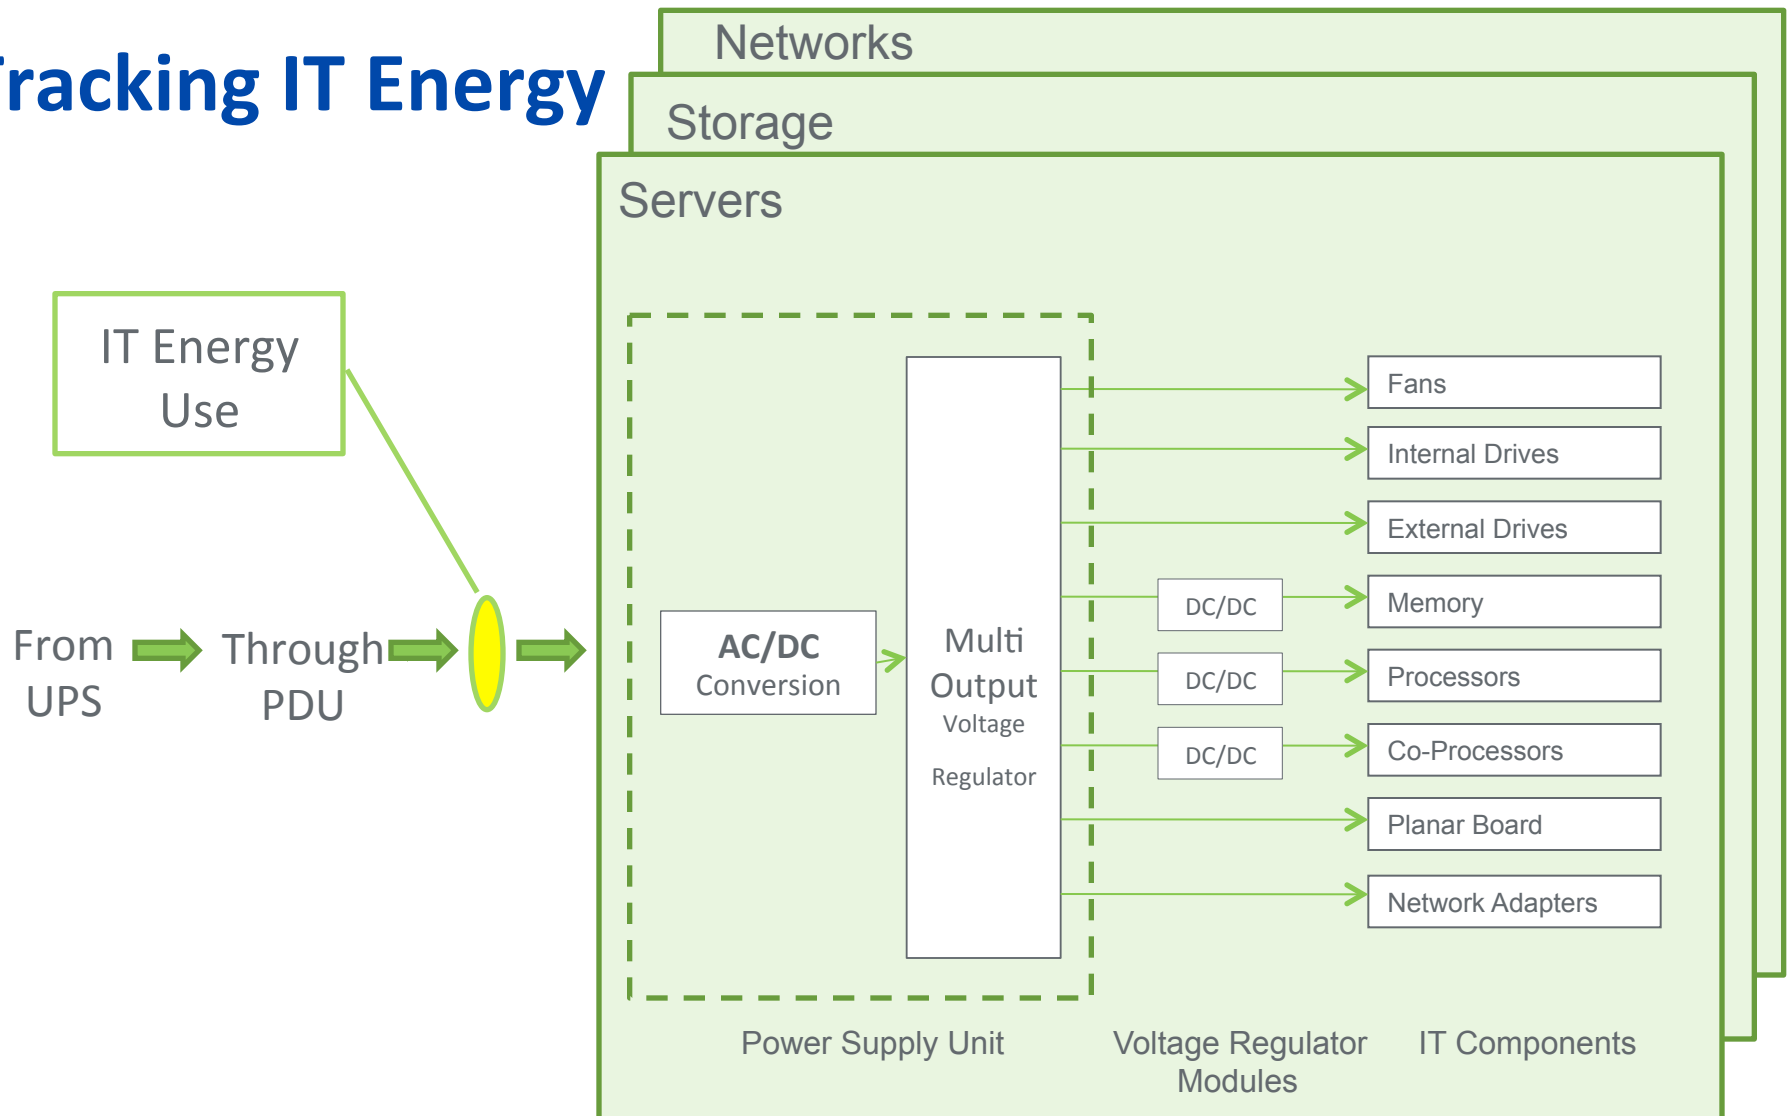 Tracking IT Energy
Networks
Storage
Servers
IT Energy
Use
From
UPS
Through
PDU
AC/DC
Conversion
Multi
Output
Voltage
Regulator
DC/DC
DC/DC
DC/DC
Fans
Internal Drives
External Drives
Memory
Processors
Co-Processors
Planar Board
Network Adapters
Power Supply Unit
Voltage Regulator
Modules
IT Components